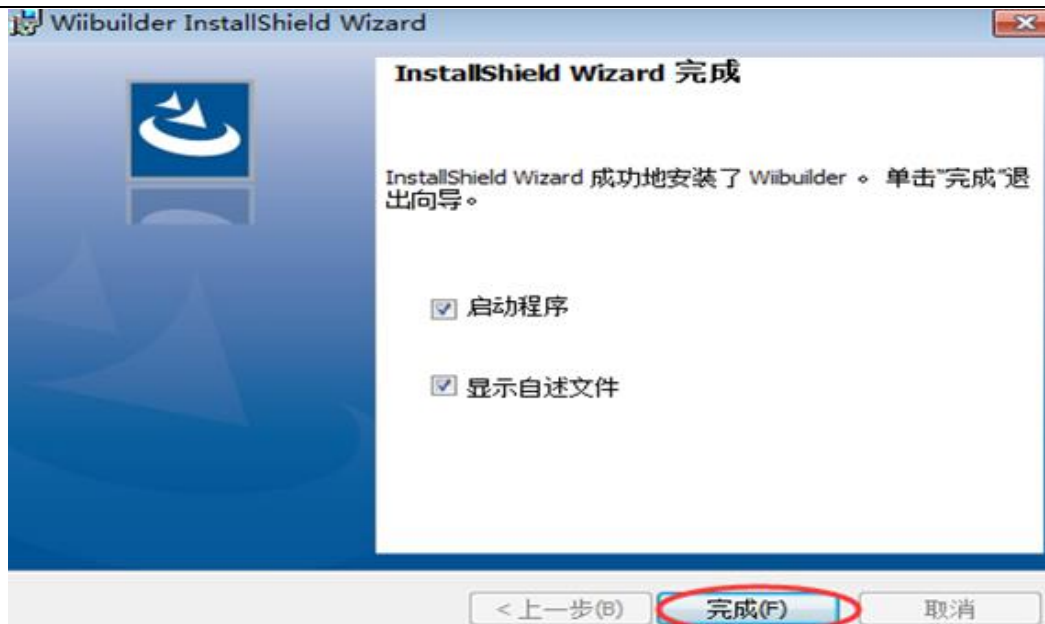 Wiibuilder InstallShield Wizard
InstallShield Wizard 完成
InstallShield Wizard 成功地安装了 Wiibuilder 。 单击"完成"退
出向导。
启动程序
显示自述文件
<上一步(B)
完成(F)
取消